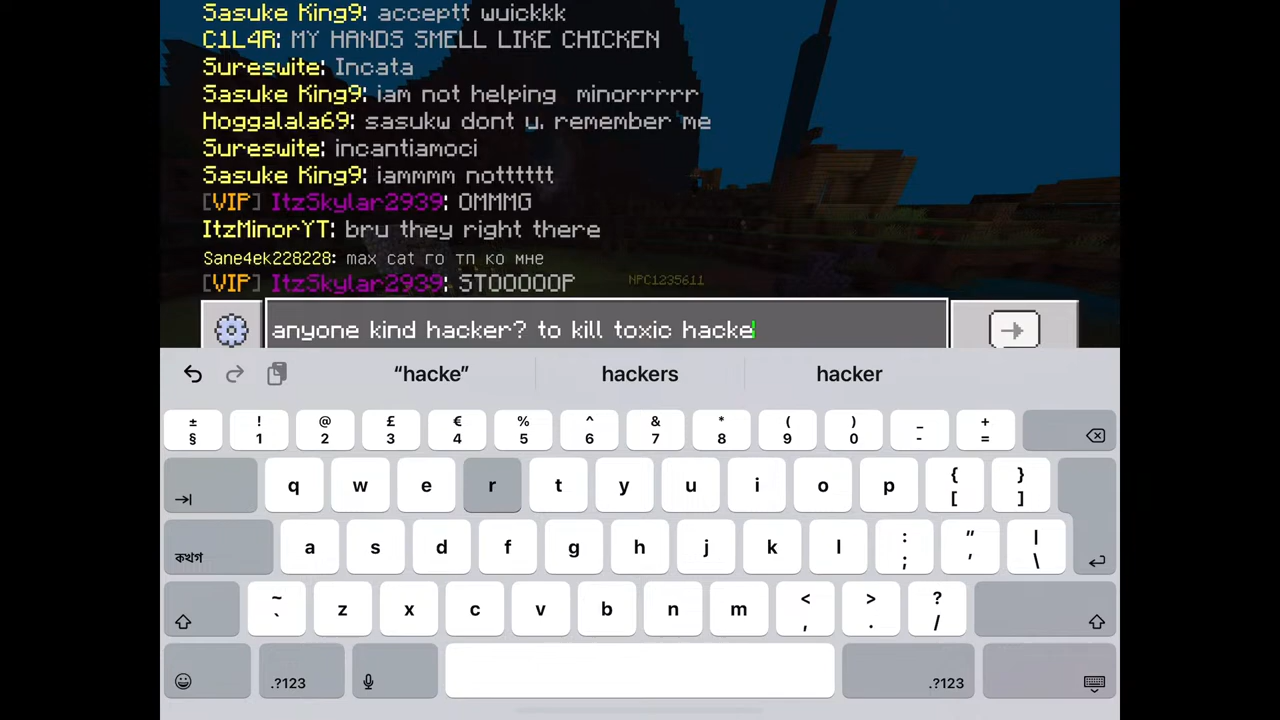 Sasuke King9: acceptt wuickkk
C1L4R: MY HANDS SMELL LIKE CHICKEN
Sureswite: Incata
Sasuke King9: iam not helping minorrrrr
Hoggalala69: sasukw dont u. remember me
Sureswite: incantiamoci
Sasuke King9: iammmm notttttt
[VIP] ItzSkylar2939: OMMMG
ItzMinorYT: bru they right there
Sane4ek228228: max cat го тп ко мне
[VIP] ItzSkylar2939: STOOOOOP
NPC1235611
anyone kind hacker? to kill toxic hacke
“hacke” hackers hacker
± ! @ £ € % ^ & * ( ) _ +
§ 1 2 3 4 5 6 7 8 9 0 - =
q w e r t y u i o p { [ } ]
কখগ a s d f g h j k l : ; " ' | \
~ ` z x c v b n m < , > . ? /
.?123 .?123